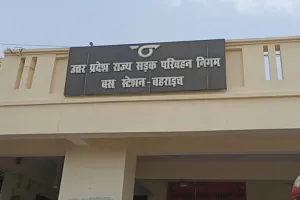 उत्तर प्रदेश राज्य सड़क परिवहन निगम
बस स्टेशन-बहराइच